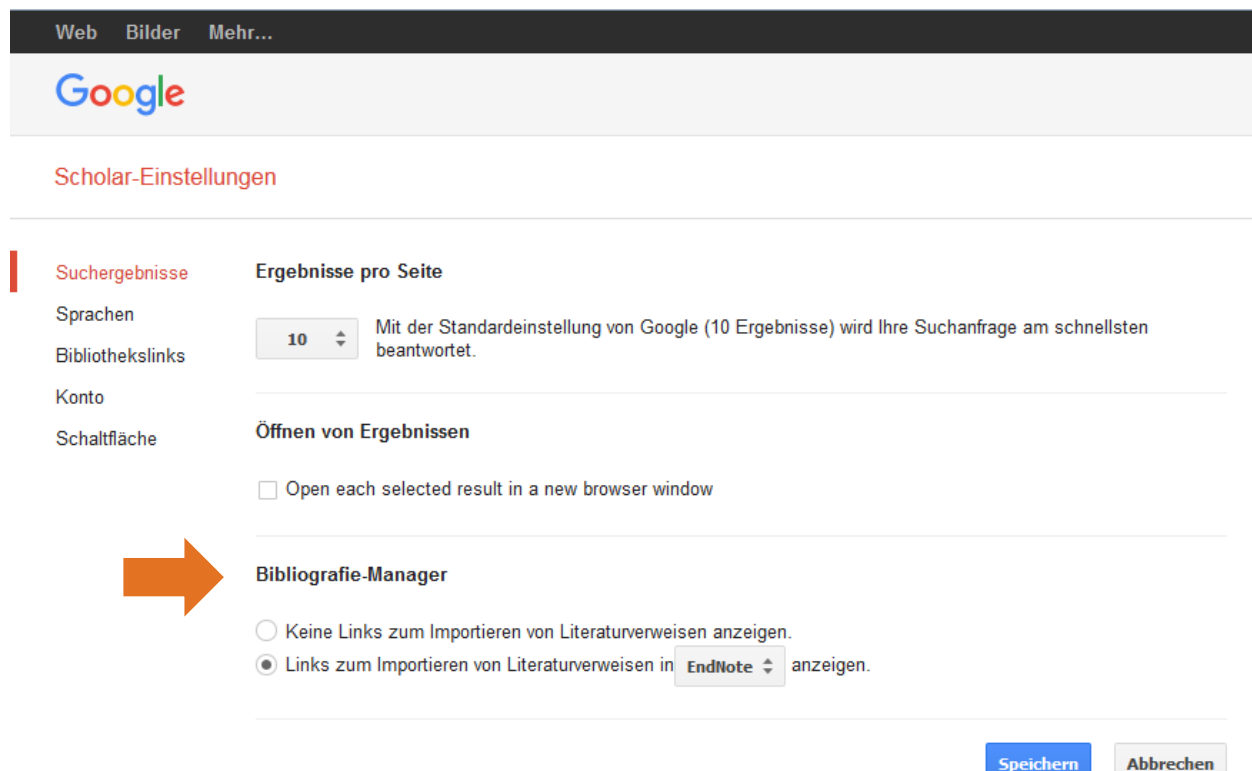 Web Bilder Mehr...
Google
Scholar-Einstellungen
Suchergebnisse
Sprachen
Bibliothekslinks
Konto
Schaltfläche
Ergebnisse pro Seite
10 Mit der Standardeinstellung von Google (10 Ergebnisse) wird Ihre Suchanfrage am schnellsten
beantwortet.
Öffnen von Ergebnissen
Open each selected result in a new browser window
Bibliografie-Manager
Keine Links zum Importieren von Literaturverweisen anzeigen.
Links zum Importieren von Literaturverweisen in EndNote anzeigen.
Speichern Abbrechen